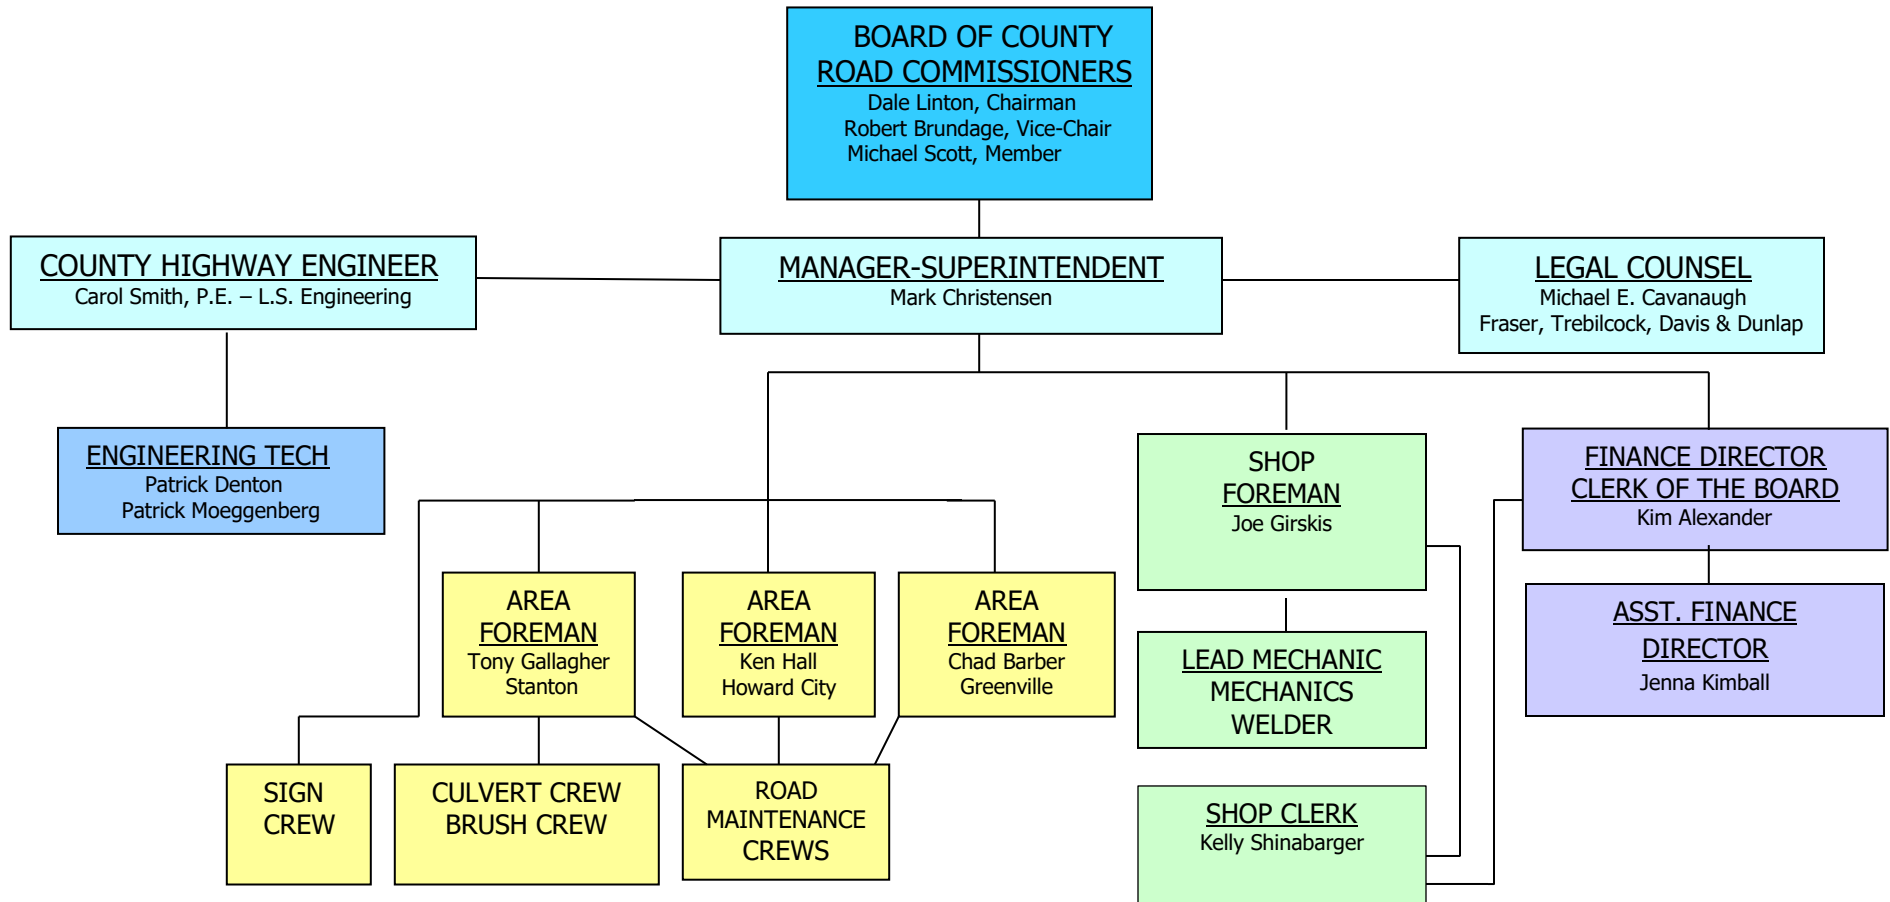 BOARD OF COUNTY
ROAD COMMISSIONERS
Dale Linton, Chairman
Robert Brundage, Vice-Chair
Michael Scott, Member
COUNTY HIGHWAY ENGINEER
Carol Smith, P.E. – L.S. Engineering
MANAGER-SUPERINTENDENT
Mark Christensen
LEGAL COUNSEL
Michael E. Cavanaugh
Fraser, Trebilcock, Davis & Dunlap
ENGINEERING TECH
Patrick Denton
Patrick Moeggenberg
SHOP
FOREMAN
Joe Girskis
FINANCE DIRECTOR
CLERK OF THE BOARD
Kim Alexander
AREA
FOREMAN
Tony Gallagher
Stanton
AREA
FOREMAN
Ken Hall
Howard City
AREA
FOREMAN
Chad Barber
Greenville
LEAD MECHANIC
MECHANICS
WELDER
ASST. FINANCE
DIRECTOR
Jenna Kimball
SIGN
CREW
CULVERT CREW
BRUSH CREW
ROAD
MAINTENANCE
CREWS
SHOP CLERK
Kelly Shinabarger